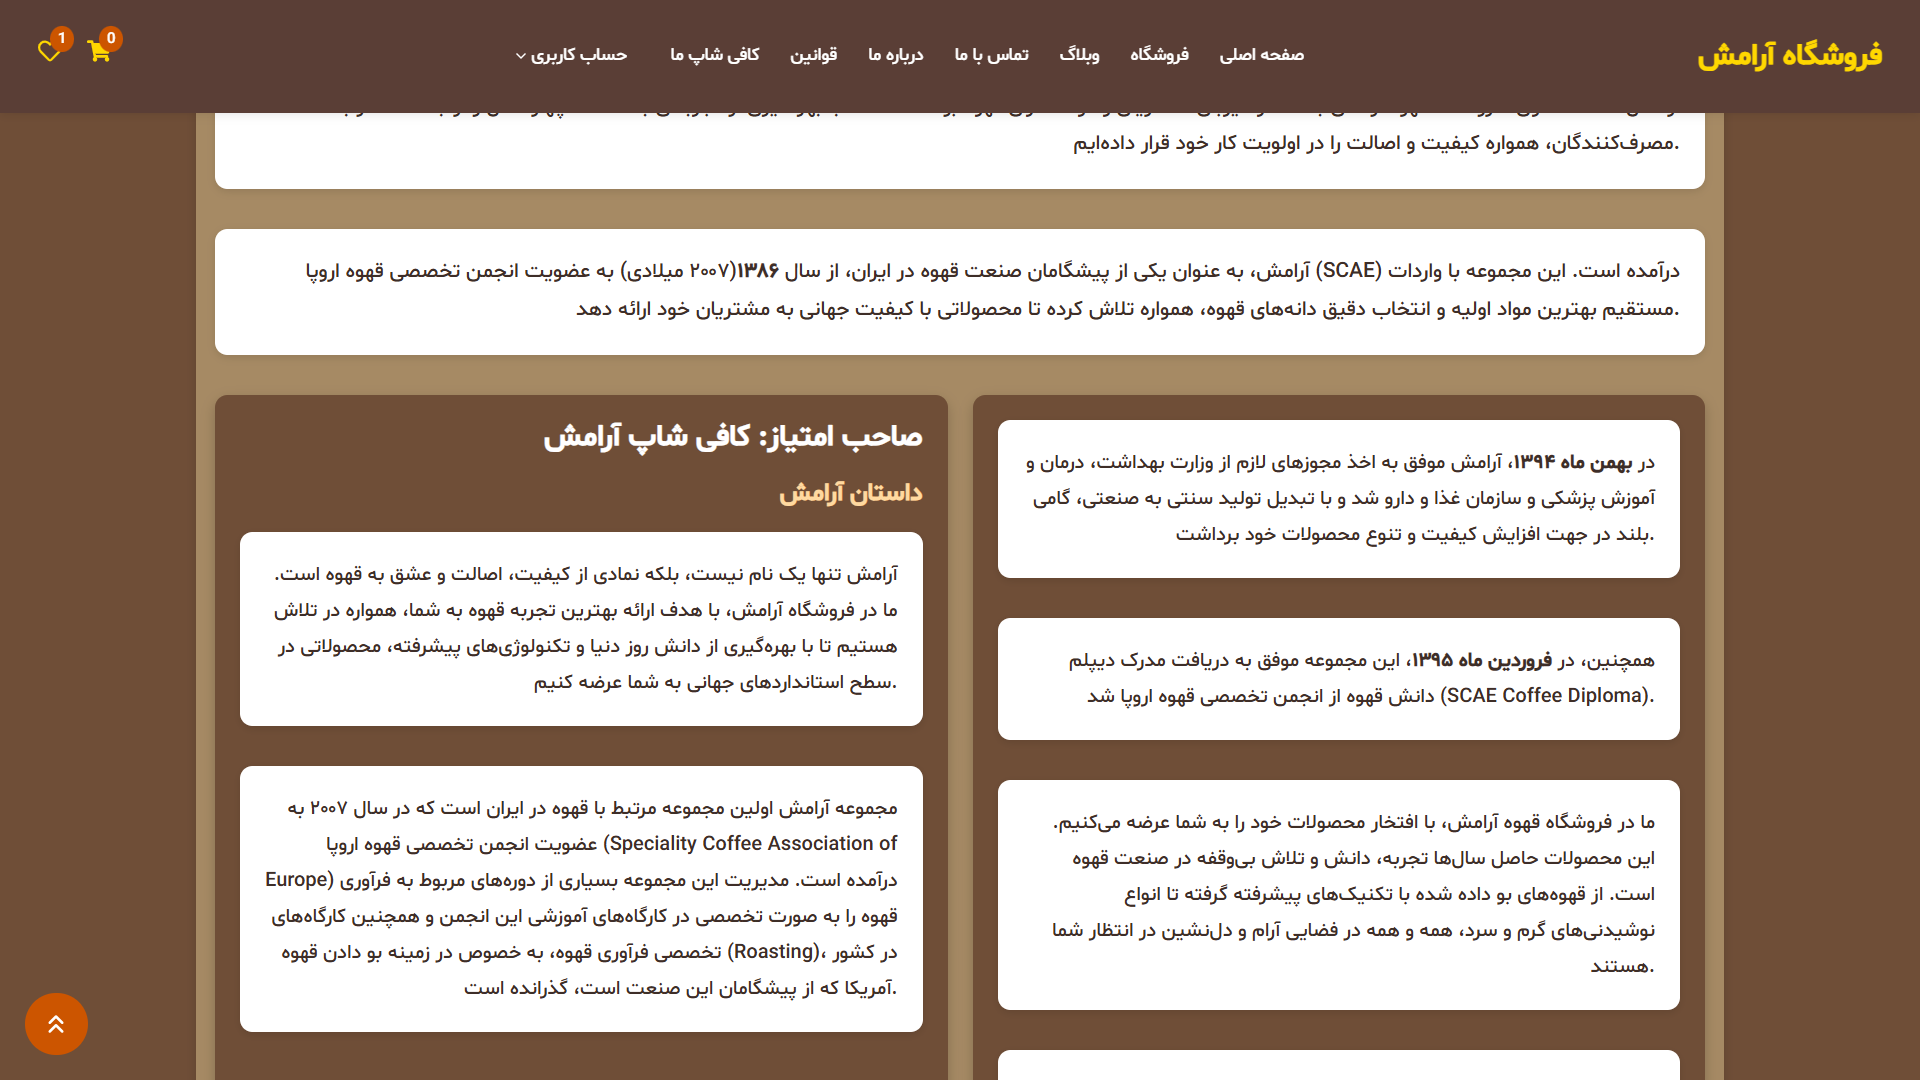 فروشگاه آرامش
صفحه اصلی
فروشگاه
وبلاگ
تماس با ما
درباره ما
قوانین
کافی شاپ ما
حساب کاربری
0
1
مصرف‌کنندگان، همواره کیفیت و اصالت را در اولویت کار خود قرار داده‌ایم.
درآمده است. این مجموعه با واردات (SCAE) آرامش، به عنوان یکی از پیشگامان صنعت قهوه در ایران، از سال ۱۳۸۶(۲۰۰۷ میلادی) به عضویت انجمن تخصصی قهوه اروپا
مستقیم بهترین مواد اولیه و انتخاب دقیق دانه‌های قهوه، همواره تلاش کرده تا محصولاتی با کیفیت جهانی به مشتریان خود ارائه دهد.
در بهمن ماه ۱۳۹۴، آرامش موفق به اخذ مجوزهای لازم از وزارت بهداشت، درمان و
آموزش پزشکی و سازمان غذا و دارو شد و با تبدیل تولید سنتی به صنعتی، گامی
بلند در جهت افزایش کیفیت و تنوع محصولات خود برداشت.
همچنین، در فروردین ماه ۱۳۹۵، این مجموعه موفق به دریافت مدرک دیپلم
(SCAE Coffee Diploma) دانش قهوه از انجمن تخصصی قهوه اروپا شد.
ما در فروشگاه قهوه آرامش، با افتخار محصولات خود را به شما عرضه می‌کنیم.
این محصولات حاصل سال‌ها تجربه، دانش و تلاش بی‌وقفه در صنعت قهوه
است. از قهوه‌های بو داده شده با تکنیک‌های پیشرفته گرفته تا انواع
نوشیدنی‌های گرم و سرد، همه و همه در فضایی آرام و دل‌نشین در انتظار شما
هستند.
صاحب امتیاز: کافی شاپ آرامش
داستان آرامش
آرامش تنها یک نام نیست، بلکه نمادی از کیفیت، اصالت و عشق به قهوه است.
ما در فروشگاه آرامش، با هدف ارائه بهترین تجربه قهوه به شما، همواره در تلاش
هستیم تا با بهره‌گیری از دانش روز دنیا و تکنولوژی‌های پیشرفته، محصولاتی در
سطح استانداردهای جهانی به شما عرضه کنیم.
مجموعه آرامش اولین مجموعه مرتبط با قهوه در ایران است که در سال ۲۰۰۷ به
Speciality Coffee Association of) عضویت انجمن تخصصی قهوه اروپا
درآمده است. مدیریت این مجموعه بسیاری از دوره‌های مربوط به فرآوری (Europe
قهوه را به صورت تخصصی در کارگاه‌های آموزشی این انجمن و همچنین کارگاه‌های
در کشور ،(Roasting) تخصصی فرآوری قهوه، به خصوص در زمینه بو دادن قهوه
آمریکا که از پیشگامان این صنعت است، گذرانده است.